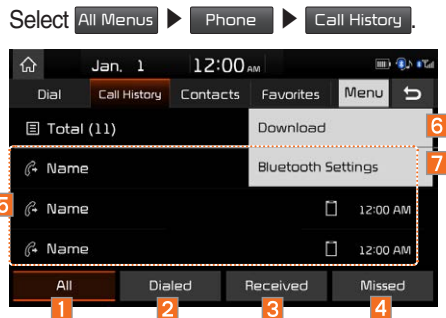 Select All Menus ▶ Phone ▶ Call History.
Jan. 1 12:00 AM
Dial Call History Contacts Favorites Menu
Total (11) Download 6
Name Bluetooth Settings 7
5 Name 12:00 AM
Name 12:00 AM
All Dialed Received Missed
1 2 3 4